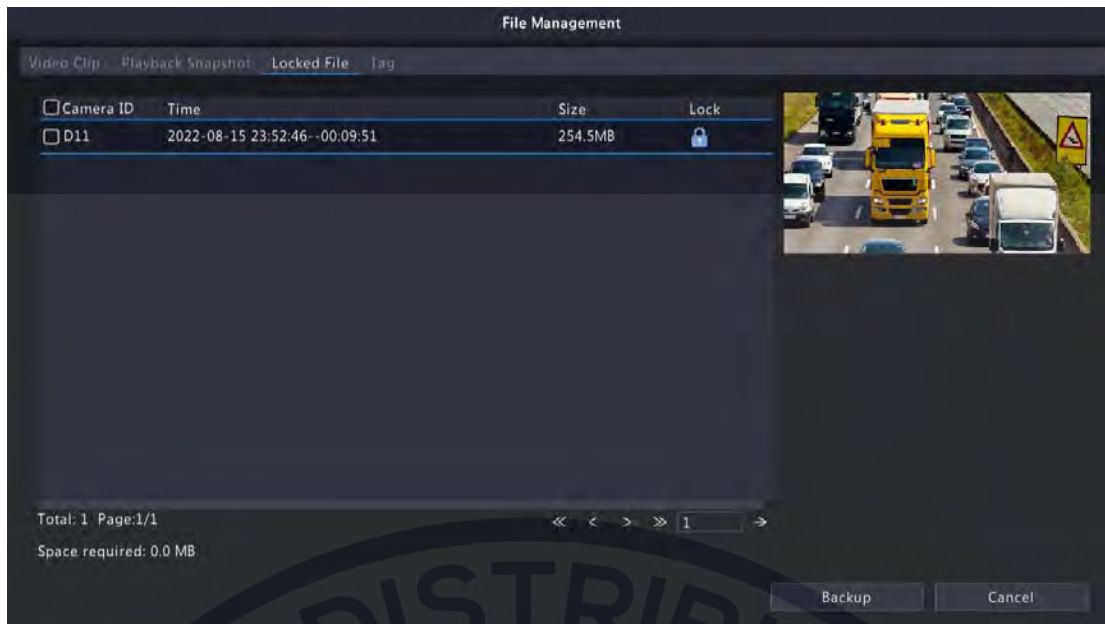 File Management
Video Clip Playback Snapshot Locked File Tag
Camera ID Time Size Lock
D11 2022-08-15 23:52:46--00:09:51 254.5MB
Total: 1 Page:1/1
« < > » 1 →
Space required: 0.0 MB
DISTRIB
Backup Cancel